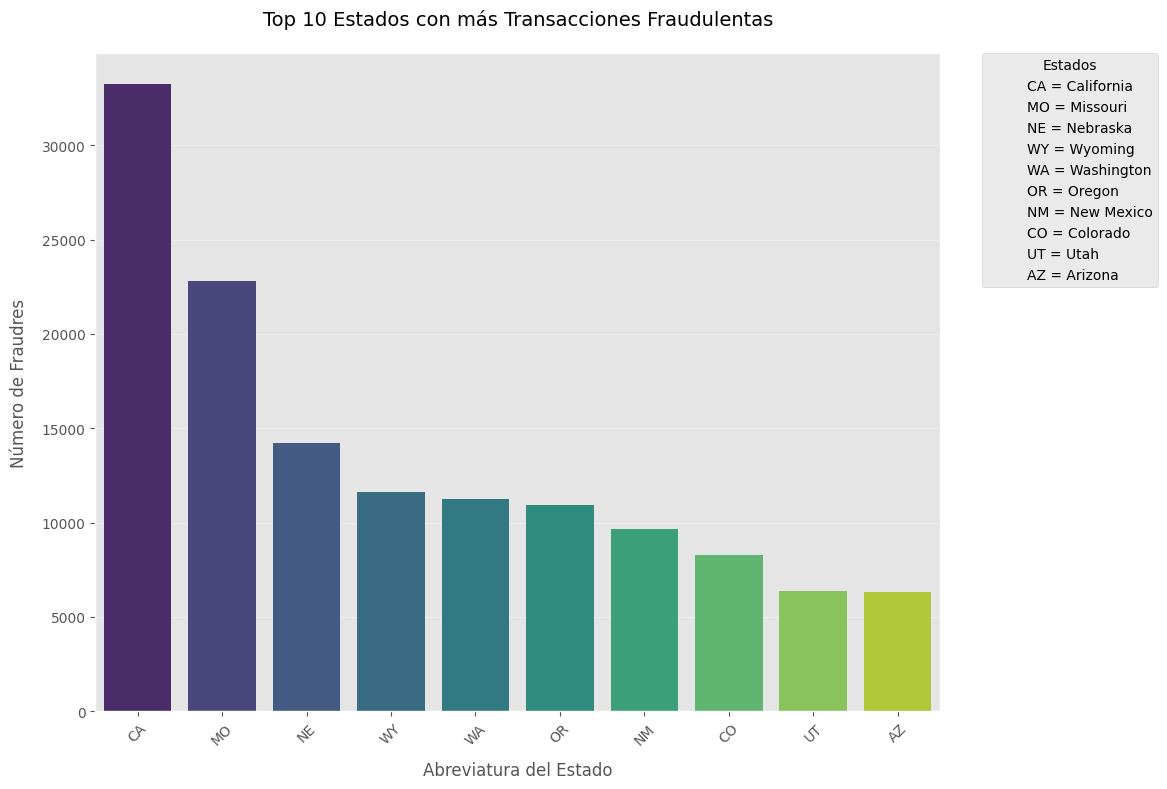 Top 10 Estados con más Transacciones Fraudulentas
Número de Fraudres
30000
25000
20000
15000
10000
5000
0
CA
MO
NE
WY
WA
OR
NM
CO
UT
AZ
Abreviatura del Estado
Estados
CA = California
MO = Missouri
NE = Nebraska
WY = Wyoming
WA = Washington
OR = Oregon
NM = New Mexico
CO = Colorado
UT = Utah
AZ = Arizona